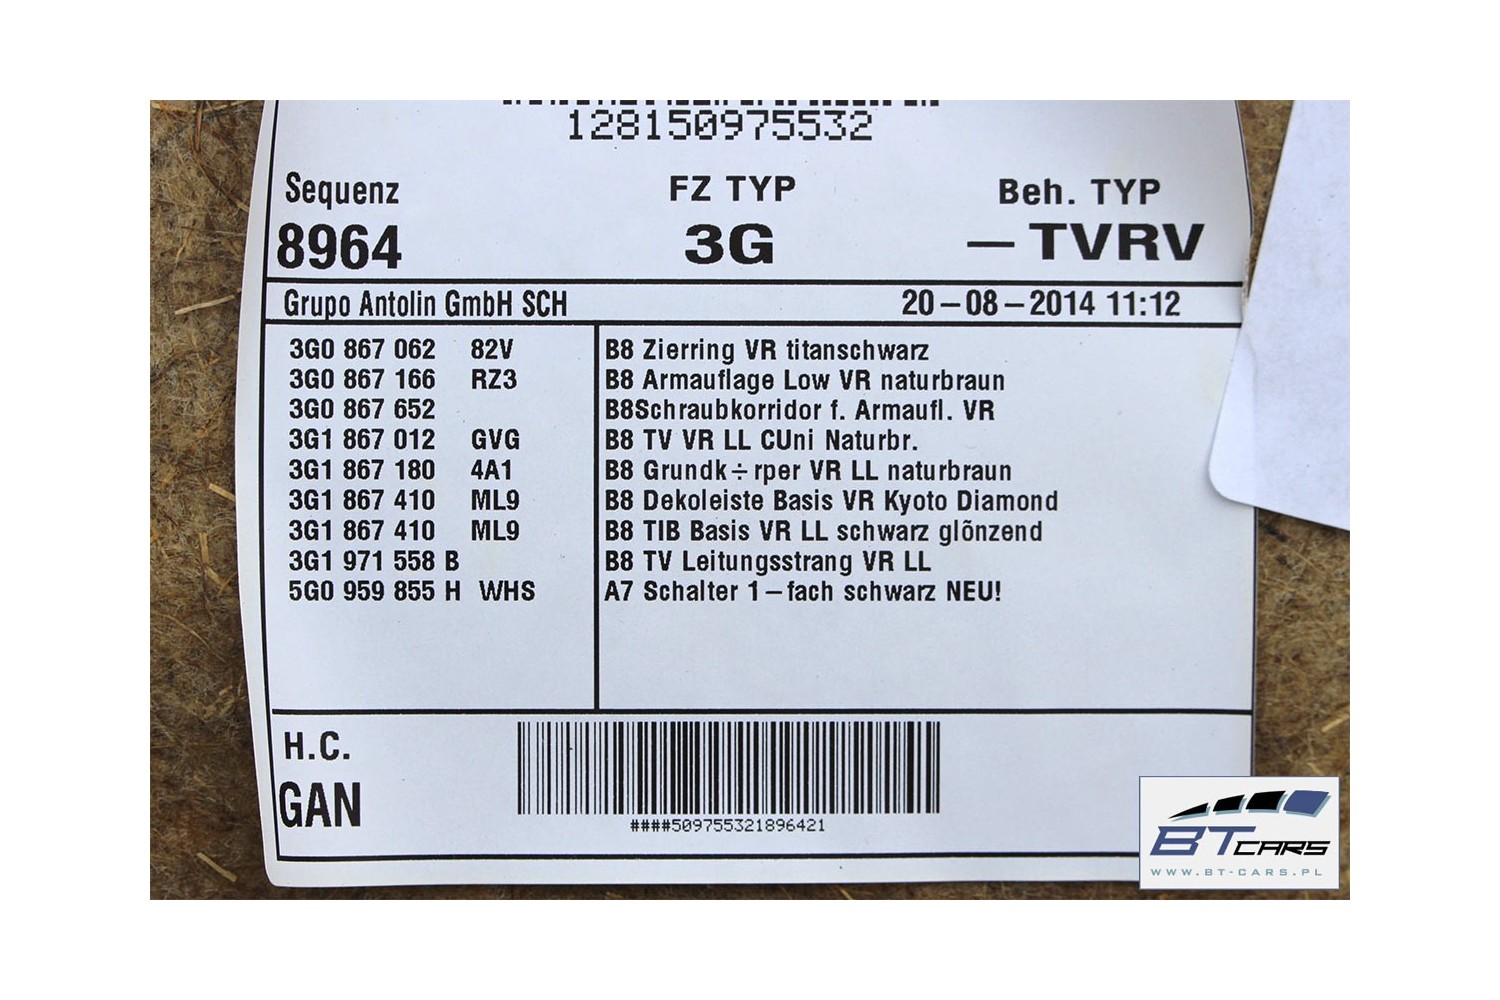 128150975532
Sequenz FZ TYP Beh. TYP
8964 3G –TVRV
Grupo Antolin GmbH SCH 20–08–2014 11:12
3G0 867 062 82V B8 Zierring VR titanschwarz
3G0 867 166 RZ3 B8 Armauflage Low VR naturbraun
3G0 867 652 B8Schraubkorridor f. Armaufl. VR
3G1 867 012 GVG B8 TV VR LL CUni Naturbr.
3G1 867 180 4A1 B8 Grundk÷rper VR LL naturbraun
3G1 867 410 ML9 B8 Dekoleiste Basis VR Kyoto Diamond
3G1 867 410 ML9 B8 TIB Basis VR LL schwarz glõnzend
3G1 971 558 B B8 TV Leitungsstrang VR LL
5G0 959 855 H WHS A7 Schalter 1–fach schwarz NEU!
H.C.
GAN
####509755321896421
BT CARS
WWW.BT-CARS.PL